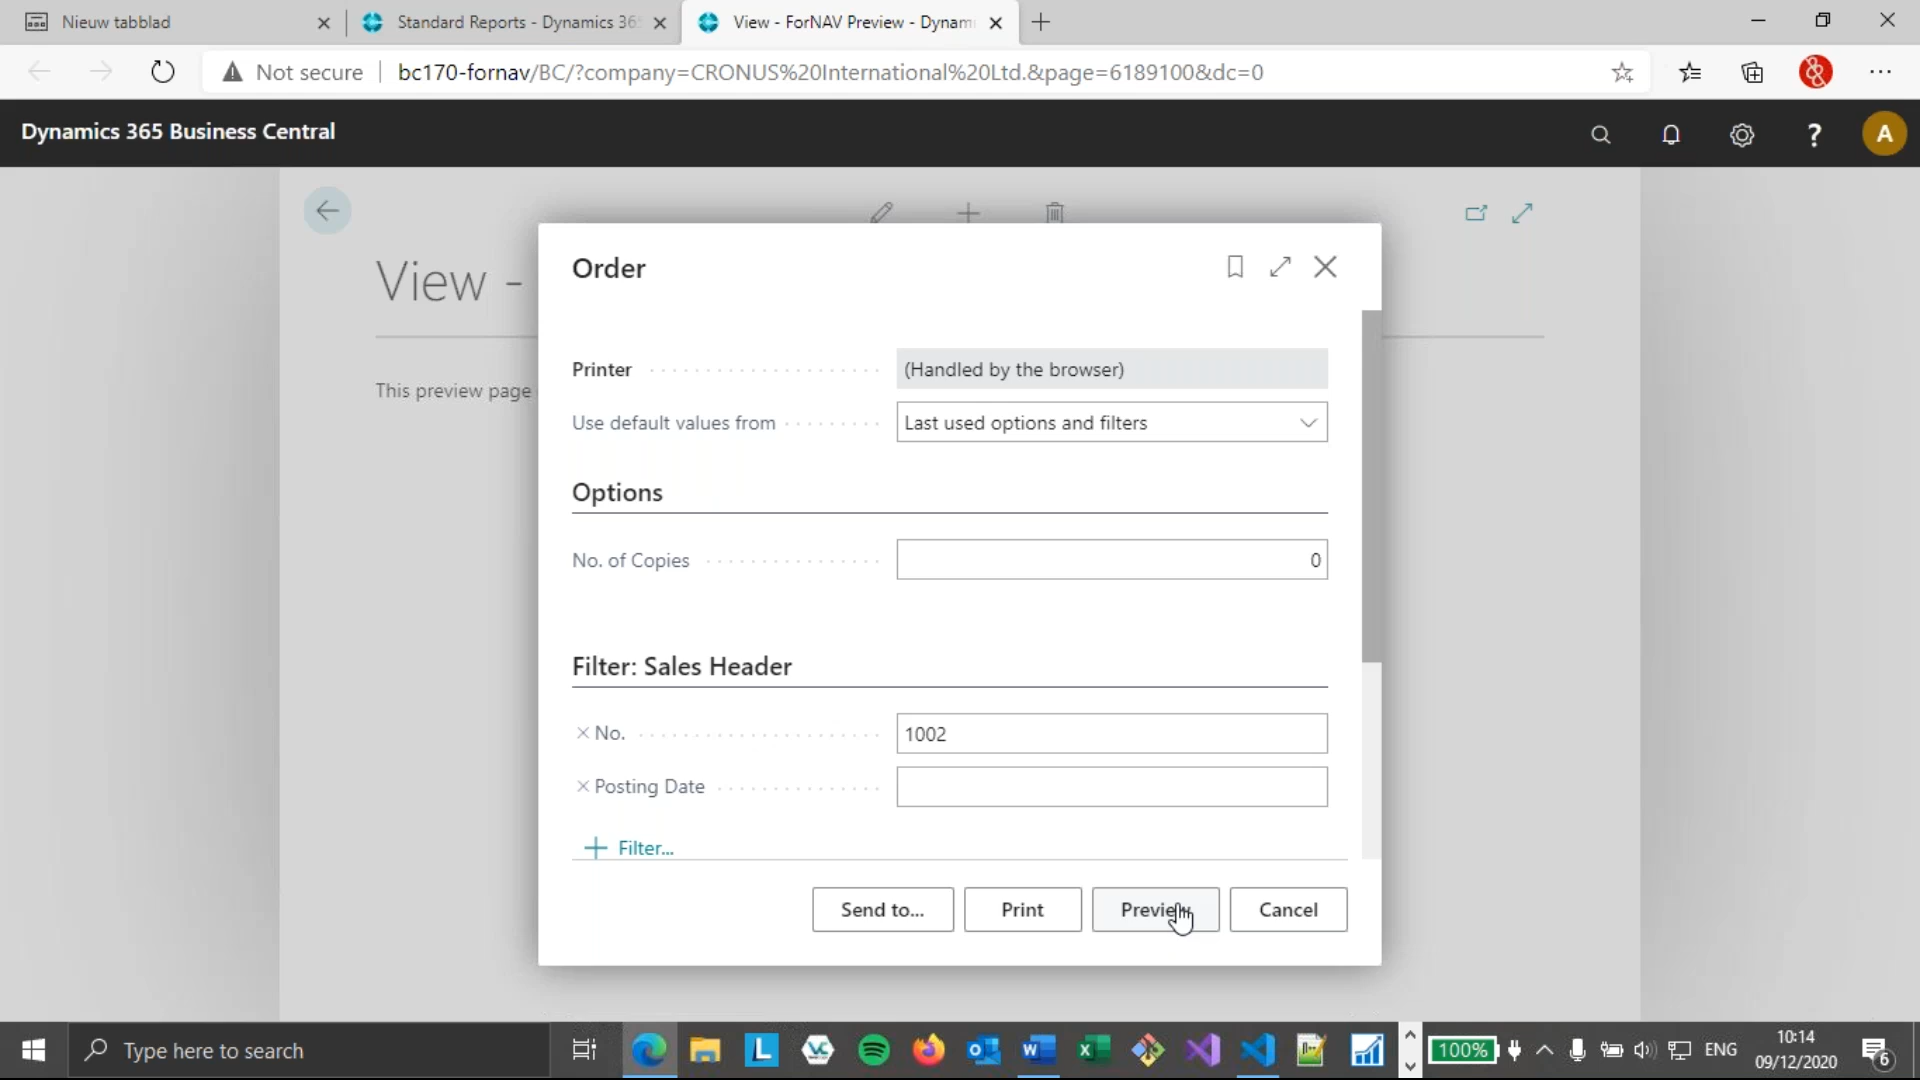 Nieuw tabblad
Standard Reports - Dynamics 365
View - ForNAV Preview - Dynam
Not secure
bc170-fornav/BC/?company=CRONUS%20International%20Ltd.&page=6189100&dc=0
Dynamics 365 Business Central
?
A
View -
This preview page
Order
Printer
(Handled by the browser)
Use default values from
Last used options and filters
Options
No. of Copies
0
Filter: Sales Header
No.
1002
Posting Date
Filter...
Send to...
Print
Preview
Cancel
Type here to search
100%
ENG
10:14
09/12/2020
6